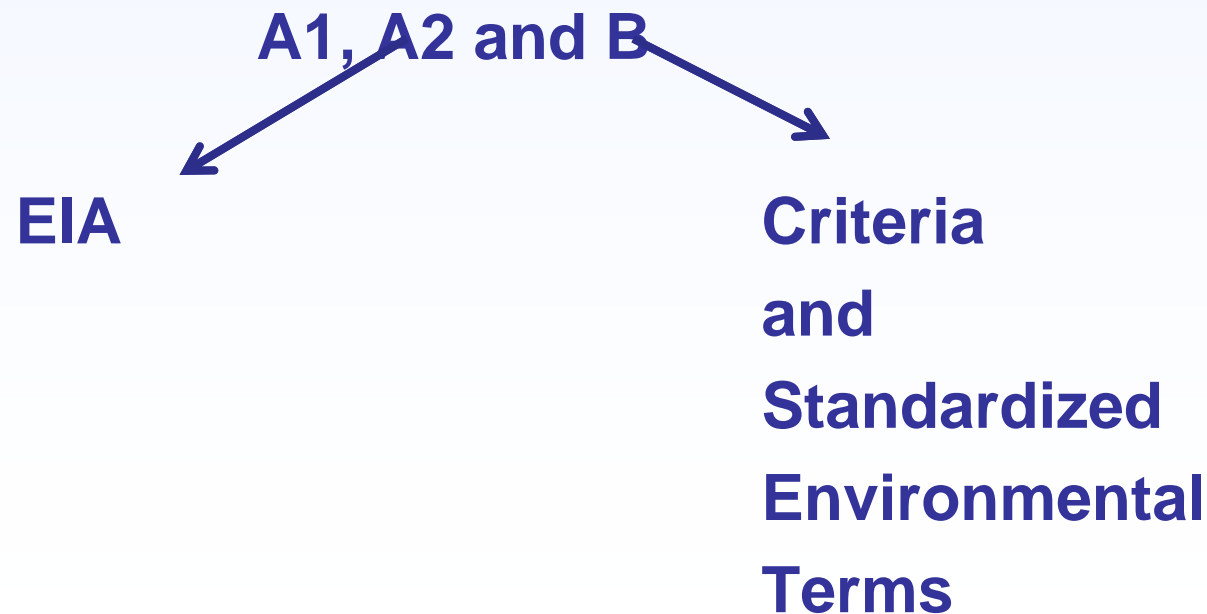 A1, A2 and B
EIA
Criteria
and
Standardized
Environmental
Terms